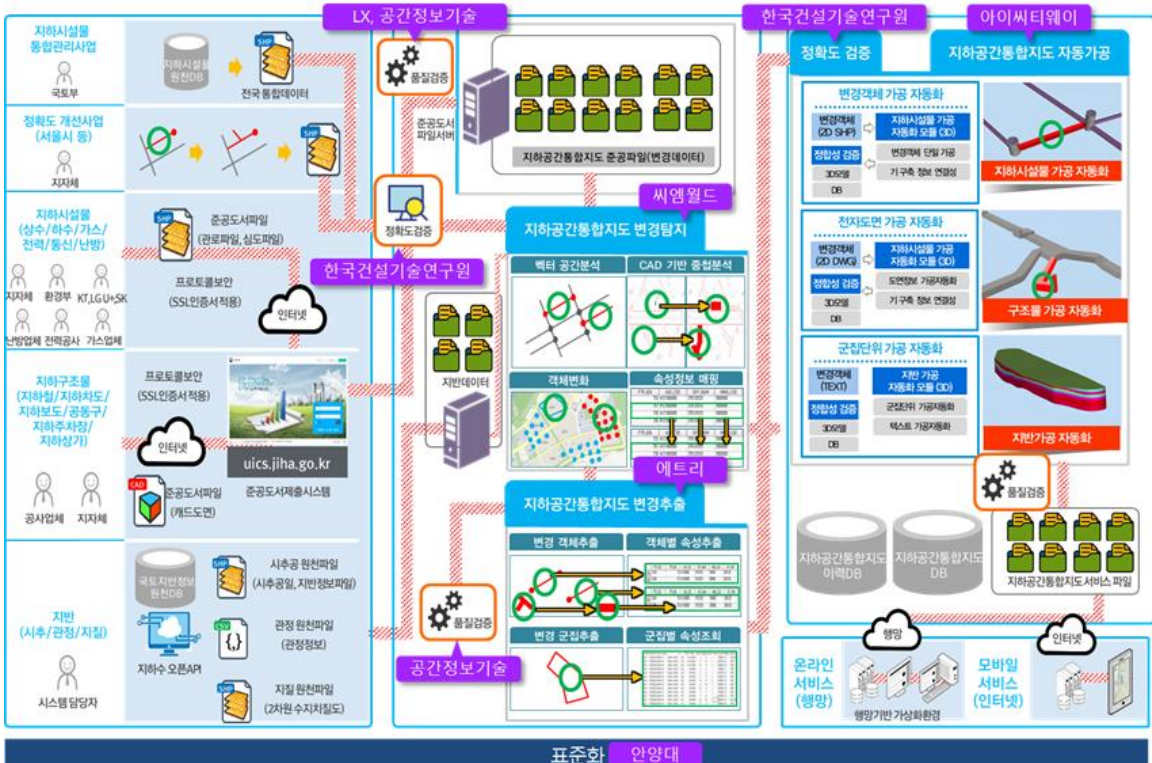 LX, 공간정보기술
한국건설기술연구원
아이씨티웨이
지하시설물
통합관리사업
국토부
지하시설물
원천DB
SHP
전국 통합데이터
정확도 개선사업
(서울시 등)
지자체
SHP
지하시설물
(상수/하수/가스/
전력/통신/난방)
지자체 환경부 KT,LG U+,SK
난방업체 전력공사 가스업체
SHP
준공도서파일
(관로파일, 심도파일)
프로토콜보안
(SSL인증서 적용)
인터넷
지하구조물
(지하철/지하차도/
지하보도/공동구/
지하주차장/
지하상가)
공사업체 지자체
프로토콜보안
(SSL인증서 적용)
인터넷
uics.jiha.go.kr
준공도서제출시스템
CAD
준공도서파일
(캐드도면)
지반
(시추/관정/지질)
시스템 담당자
국토지반정보
원천DB
지하수 오픈API
SHP
시추공 원천파일
(시추공일, 지반정보파일)
CSV
{,}
관정 원천파일
(관정정보)
SHP
지질 원천파일
(2차원 수치지질도)
품질검증
준공도서
파일서버
지하공간통합지도 준공파일(변경데이터)
정확도검증
한국건설기술연구원
씨엠월드
지하공간통합지도 변경탐지
벡터 공간분석
CAD 기반 중첩분석
객체변화
속성정보 매핑
지반데이터
에트리
지하공간통합지도 변경추출
변경 객체추출
객체별 속성추출
변경 군집추출
군집별 속성조회
품질검증
공간정보기술
정확도 검증
지하공간통합지도 자동가공
변경객체 가공 자동화
변경객체
(2D SHP)
지하시설물 가공
자동화 모듈 (3D)
정합성 검증
변경객체 단일 가공
3D모델
기 구축 정보 연결성
DB
지하시설물 가공 자동화
전자도면 가공 자동화
변경객체
(2D DWG)
지하시설물 가공
자동화 모듈 (3D)
정합성 검증
도면정보 가공자동화
3D모델
기 구축 정보 연결성
DB
구조물 가공 자동화
군집단위 가공 자동화
변경객체
(TEXT)
지반 가공
자동화 모듈 (3D)
정합성 검증
군집단위 가공자동화
3D모델
텍스트 가공자동화
DB
지반가공 자동화
품질검증
지하공간통합지도
이력DB
지하공간통합지도
DB
지하공간통합지도 서비스 파일
행망
인터넷
온라인
서비스
(행망)
행망기반 가상화환경
모바일
서비스
(인터넷)
표준화 안양대